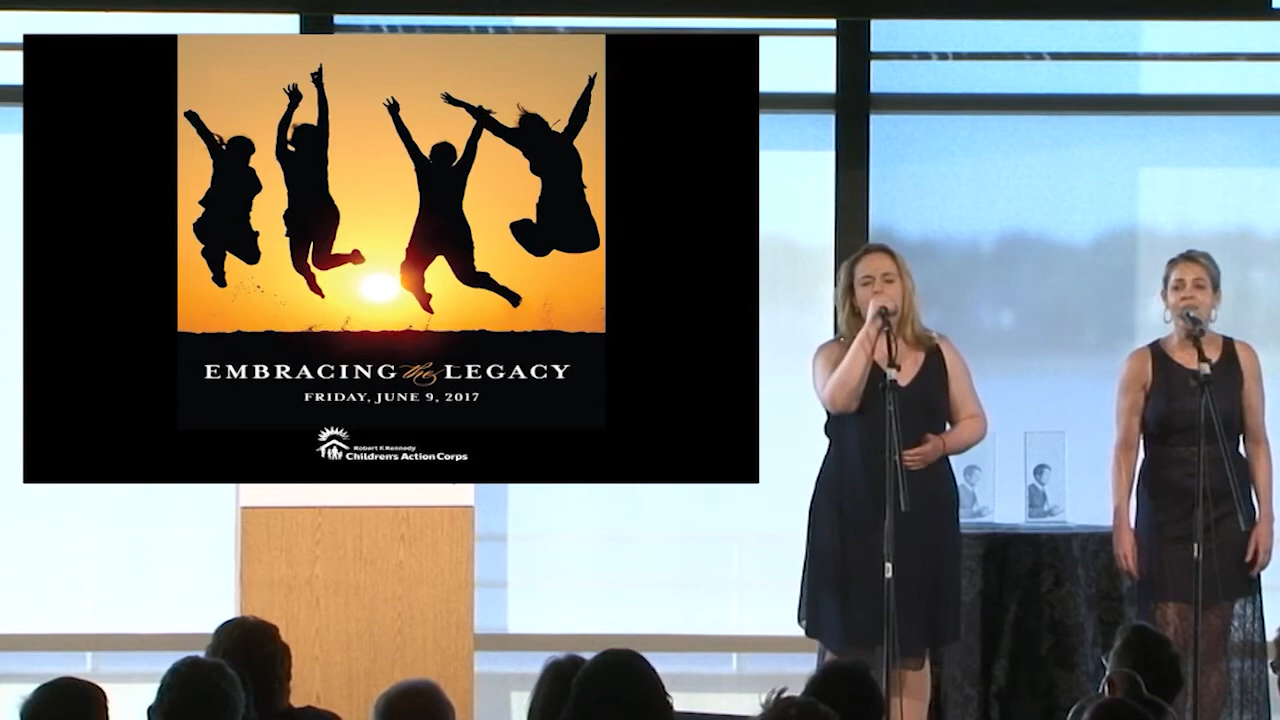 EMBRACING the LEGACY
FRIDAY, JUNE 9, 2017
Robert F. Kennedy
Children's Action Corps